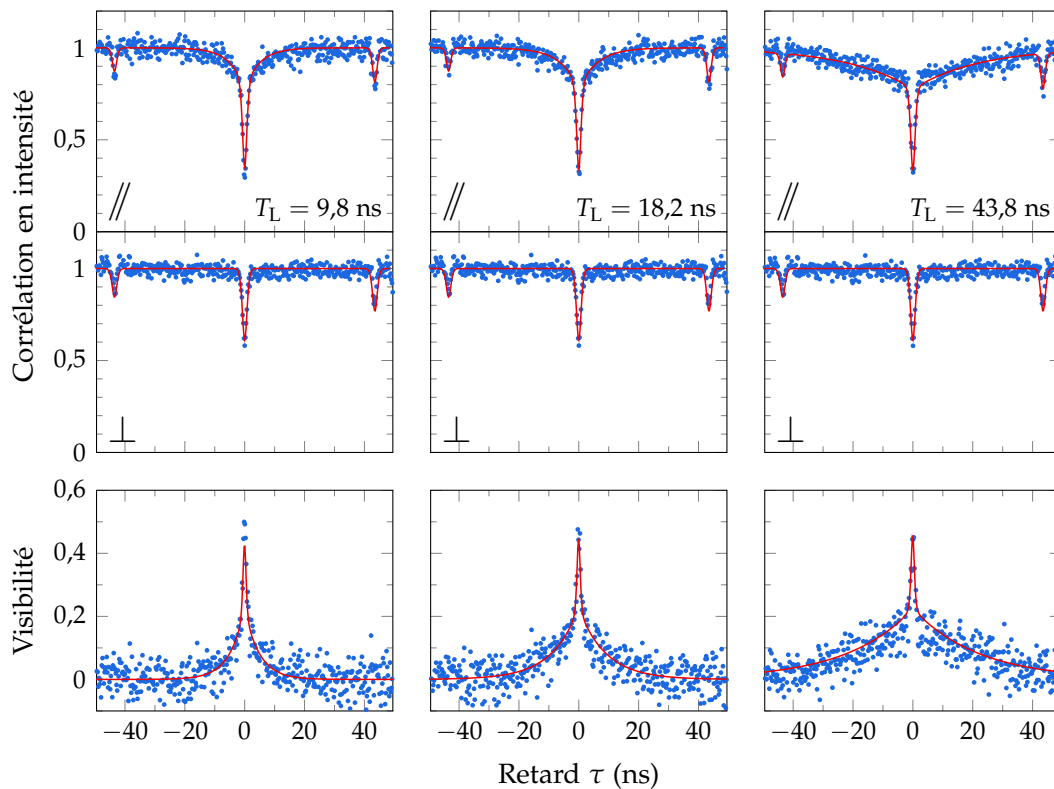 Corrélation en intensité
1
0,5
0
// T_L = 9,8 ns
// T_L = 18,2 ns
// T_L = 43,8 ns
1
0,5
0
⊥
⊥
⊥
Visibilité
0,6
0,4
0,2
0
−40 −20 0 20 40
−40 −20 0 20 40
−40 −20 0 20 40
Retard τ (ns)